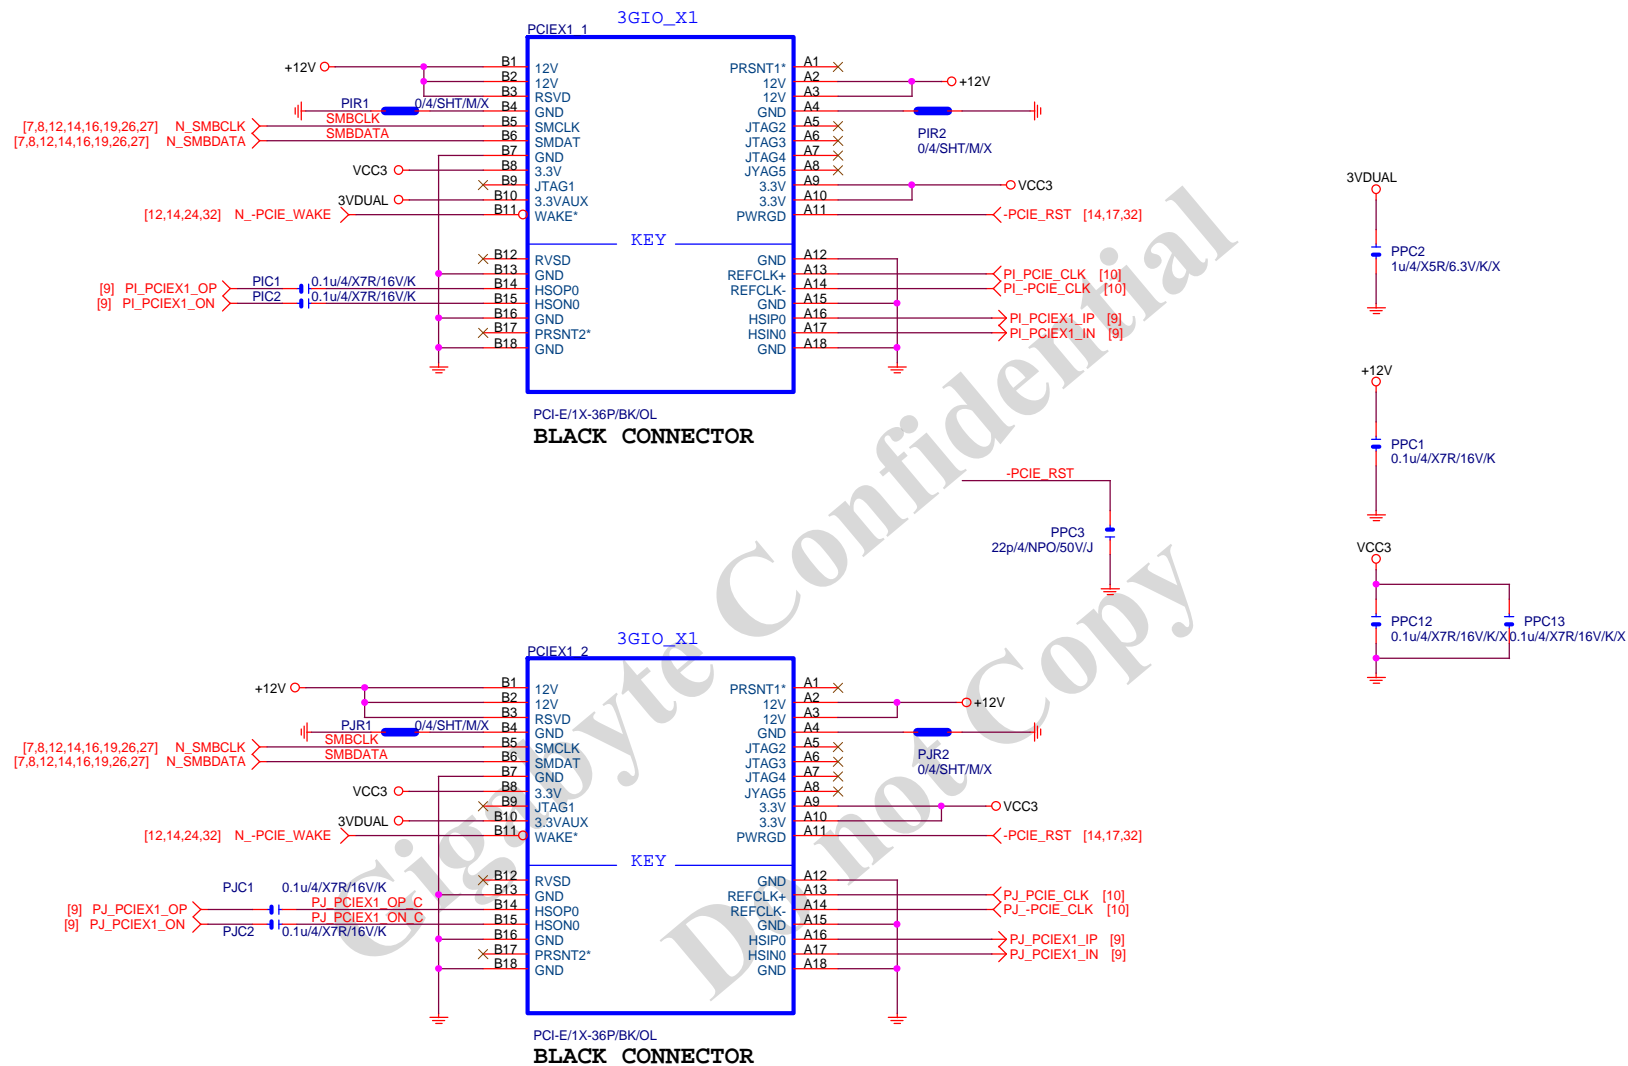 3GIO_X1
PCIEX1_1
+12V B1 12V PRSNT1* A1
B2 12V 12V A2 +12V
B3 RSVD 12V A3
PIR1 0/4/SHT/M/X B4 GND GND A4
[7,8,12,14,16,19,26,27] N_SMBCLK SMBCLK B5 SMCLK JTAG2 A5
[7,8,12,14,16,19,26,27] N_SMBDATA SMBDATA B6 SMDAT JTAG3 A6 PIR2
B7 GND JTAG4 A7 0/4/SHT/M/X
VCC3 B8 3.3V JYAG5 A8
B9 JTAG1 3.3V A9 VCC3
3VDUAL B10 3.3VAUX 3.3V A10
[12,14,24,32] N_-PCIE_WAKE B11 WAKE* PWRGD A11 -PCIE_RST [14,17,32]
KEY
B12 RVSD GND A12
B13 GND REFCLK+ A13 PI_PCIE_CLK [10]
[9] PI_PCIEX1_OP PIC1 0.1u/4/X7R/16V/K B14 HSOP0 REFCLK- A14 PI_-PCIE_CLK [10]
[9] PI_PCIEX1_ON PIC2 0.1u/4/X7R/16V/K B15 HSON0 GND A15
B16 GND HSIP0 A16 PI_PCIEX1_IP [9]
B17 PRSNT2* HSIN0 A17 PI_PCIEX1_IN [9]
B18 GND GND A18
PCI-E/1X-36P/BK/OL
BLACK CONNECTOR
3VDUAL
PPC2
1u/4/X5R/6.3V/K/X
+12V
PPC1
0.1u/4/X7R/16V/K
-PCIE_RST
PPC3
22p/4/NPO/50V/J
VCC3
PPC12 PPC13
0.1u/4/X7R/16V/K/X 0.1u/4/X7R/16V/K/X
3GIO_X1
PCIEX1_2
+12V B1 12V PRSNT1* A1
B2 12V 12V A2 +12V
B3 RSVD 12V A3
PJR1 0/4/SHT/M/X B4 GND GND A4
[7,8,12,14,16,19,26,27] N_SMBCLK SMBCLK B5 SMCLK JTAG2 A5
[7,8,12,14,16,19,26,27] N_SMBDATA SMBDATA B6 SMDAT JTAG3 A6 PJR2
B7 GND JTAG4 A7 0/4/SHT/M/X
VCC3 B8 3.3V JYAG5 A8
B9 JTAG1 3.3V A9 VCC3
3VDUAL B10 3.3VAUX 3.3V A10
[12,14,24,32] N_-PCIE_WAKE B11 WAKE* PWRGD A11 -PCIE_RST [14,17,32]
KEY
B12 RVSD GND A12
PJC1 0.1u/4/X7R/16V/K B13 GND REFCLK+ A13 PJ_PCIE_CLK [10]
[9] PJ_PCIEX1_OP PJ_PCIEX1_OP_C B14 HSOP0 REFCLK- A14 PJ_-PCIE_CLK [10]
[9] PJ_PCIEX1_ON PJ_PCIEX1_ON_C B15 HSON0 GND A15
PJC2 0.1u/4/X7R/16V/K B16 GND HSIP0 A16 PJ_PCIEX1_IP [9]
B17 PRSNT2* HSIN0 A17 PJ_PCIEX1_IN [9]
B18 GND GND A18
PCI-E/1X-36P/BK/OL
BLACK CONNECTOR
Gigabyte Confidential
Do not Copy